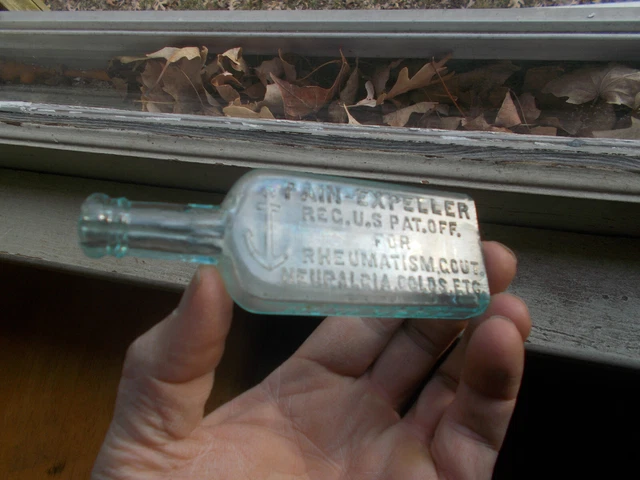 PAIN-EXPELLER
REG.U.S PAT.OFF.
FOR
RHEUMATISM,GOUT,
NEURALGIA,COLDS,ETC.